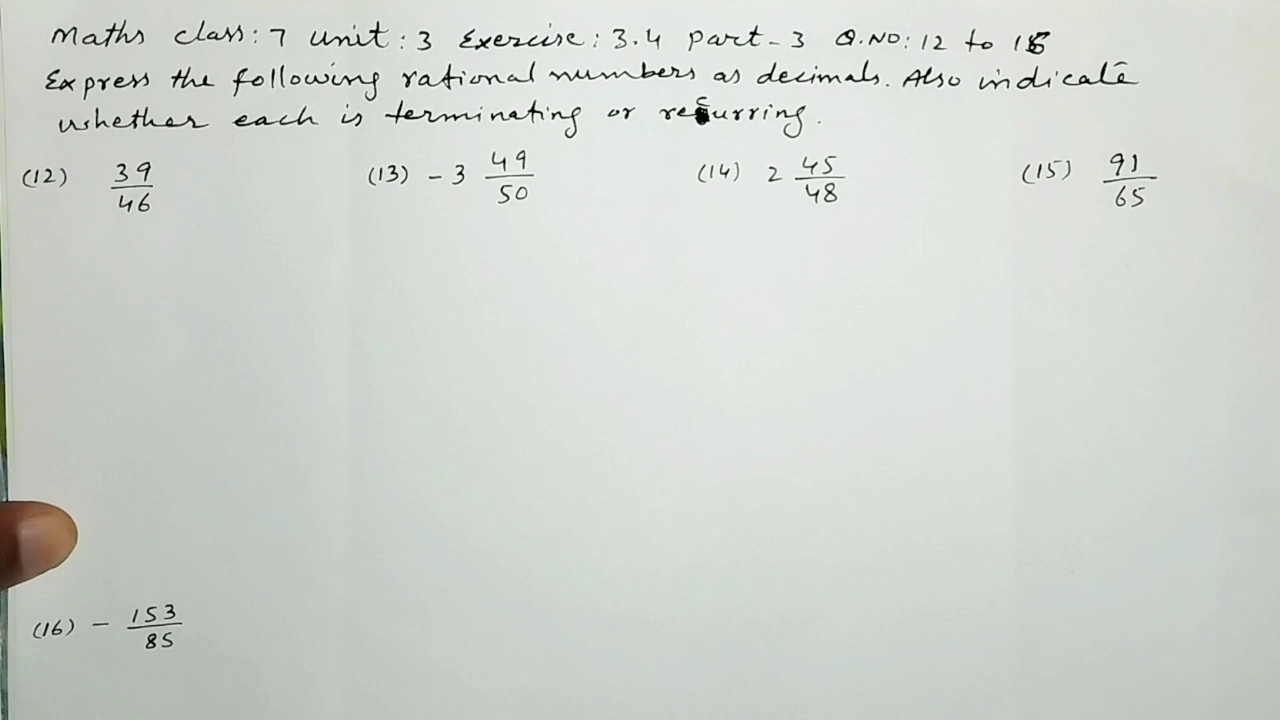 Maths class: 7 Unit: 3 Exercise: 3.4 Part-3 Q.NO: 12 to 16
Express the following rational numbers as decimals. Also indicate
whether each is terminating or recurring.
(12) 39/46 (13) -3 49/50 (14) 2 45/48 (15) 91/65
(16) - 153/85